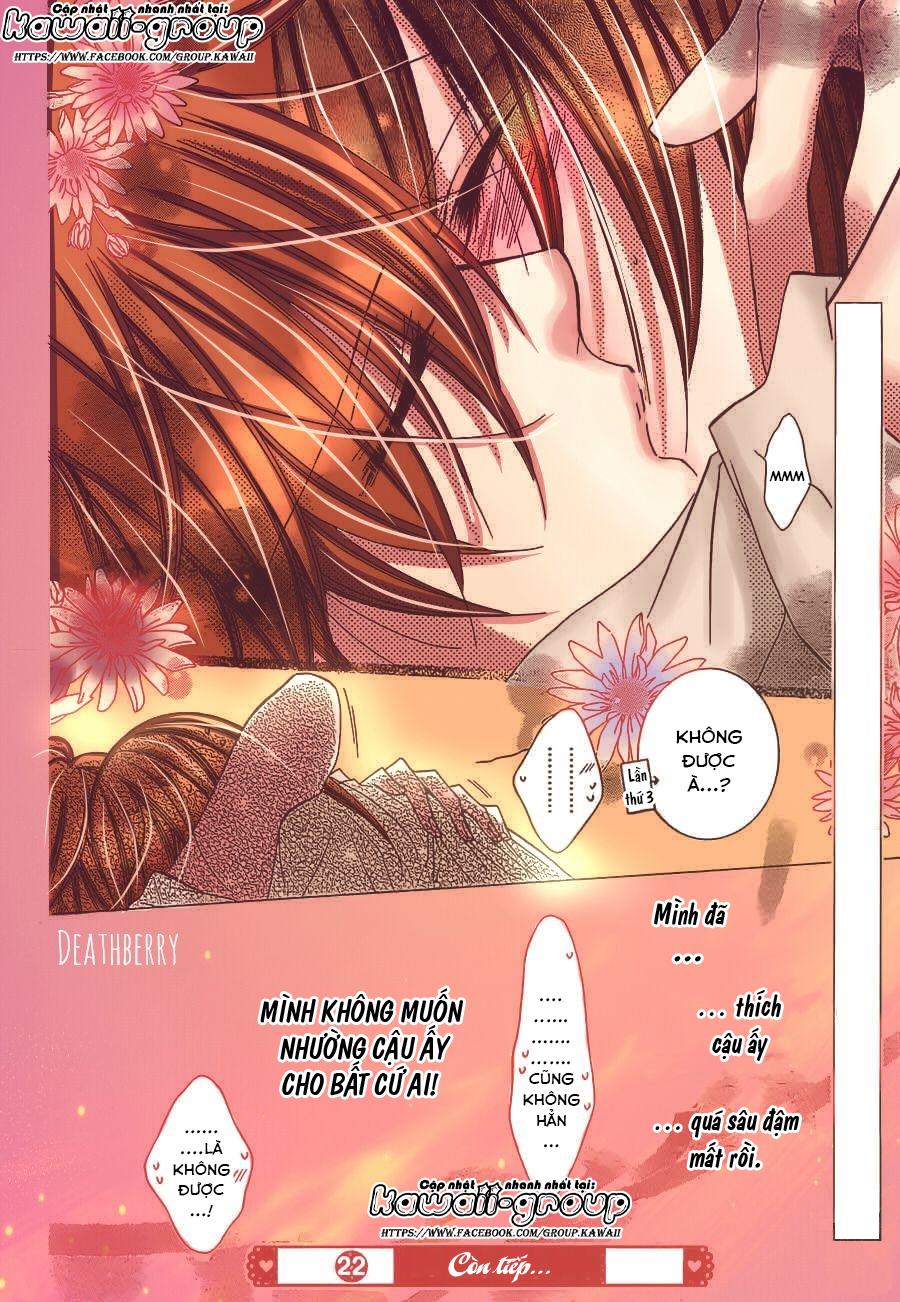 Cập nhật nhanh nhất tại:
kawaii-group
HTTPS://WWW.FACEBOOK.COM/GROUP.KAWAII
MMM
KHÔNG
ĐƯỢC
À...?
Lần
thứ 3
Mình đã
...
... thích
cậu ấy
... quá sâu đậm
mất rồi.
....
......
.......
........
CŨNG
KHÔNG
HẲN
...
MÌNH KHÔNG MUỐN
NHƯỜNG CẬU ẤY
CHO BẤT CỨ AI!
......
....LÀ
KHÔNG
ĐƯỢC
...!
DEATHBERRY
Cập nhật nhanh nhất tại:
kawaii-group
HTTPS://WWW.FACEBOOK.COM/GROUP.KAWAII
22
Còn tiếp...